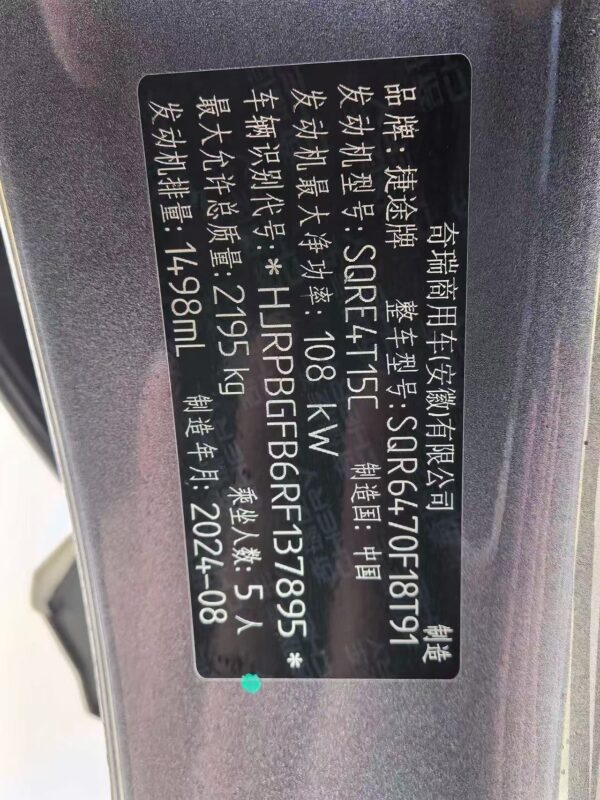 奇瑞商用车(安徽)有限公司 制造
品牌:捷途牌 整车型号:SQR6470F18T91
发动机型号:SQRE4T15C 制造国:中国
发动机最大净功率:108 kW
车辆识别代号:*HJRPBGFB6RF137895*
最大允许总质量:2195 kg 乘坐人数:5 人
发动机排量:1498mL 制造年月:2024-08